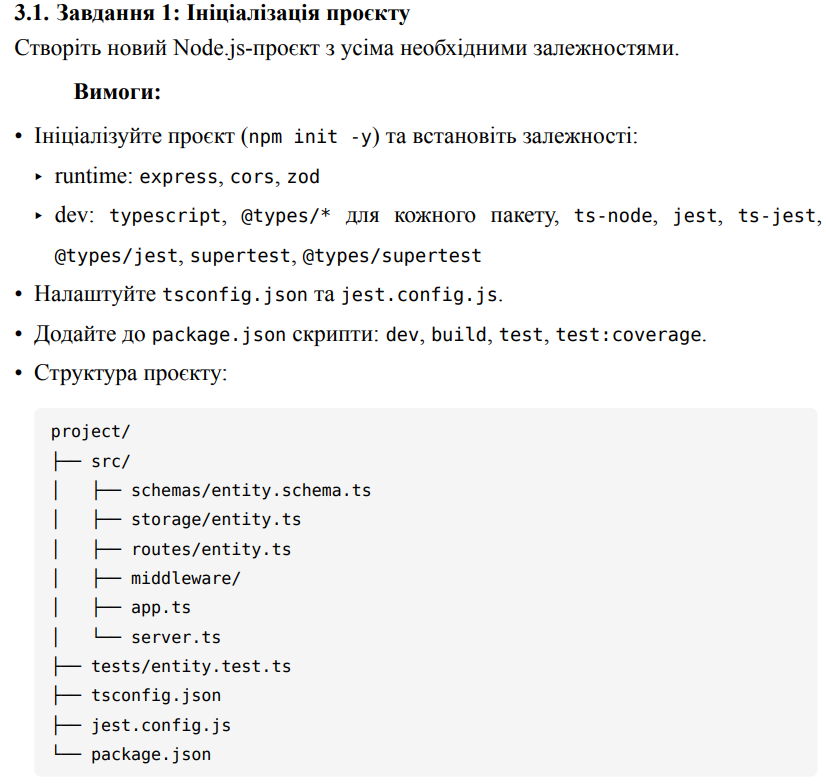 3.1. Завдання 1: Ініціалізація проєкту
Створіть новий Node.js-проєкт з усіма необхідними залежностями.
Вимоги:
• Ініціалізуйте проєкт (npm init -y) та встановіть залежності:
‣ runtime: express, cors, zod
‣ dev: typescript, @types/* для кожного пакету, ts-node, jest, ts-jest,
@types/jest, supertest, @types/supertest
• Налаштуйте tsconfig.json та jest.config.js.
• Додайте до package.json скрипти: dev, build, test, test:coverage.
• Структура проєкту:
project/
├── src/
│   ├── schemas/entity.schema.ts
│   ├── storage/entity.ts
│   ├── routes/entity.ts
│   ├── middleware/
│   ├── app.ts
│   └── server.ts
├── tests/entity.test.ts
├── tsconfig.json
├── jest.config.js
└── package.json